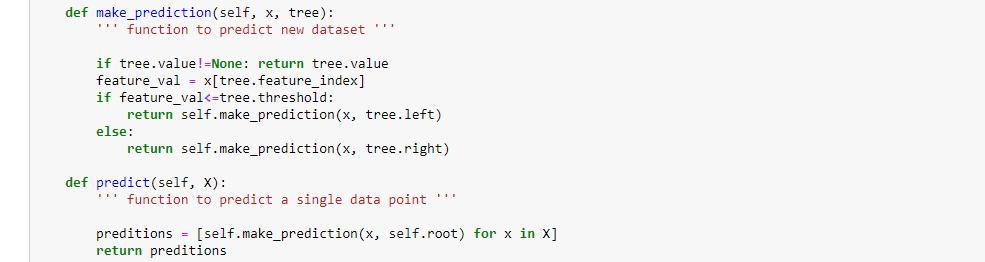 def make_prediction(self, x, tree):
''' function to predict new dataset '''
if tree.value!=None: return tree.value
feature_val = x[tree.feature_index]
if feature_val<=tree.threshold:
return self.make_prediction(x, tree.left)
else:
return self.make_prediction(x, tree.right)
def predict(self, X):
''' function to predict a single data point '''
preditions = [self.make_prediction(x, self.root) for x in X]
return preditions